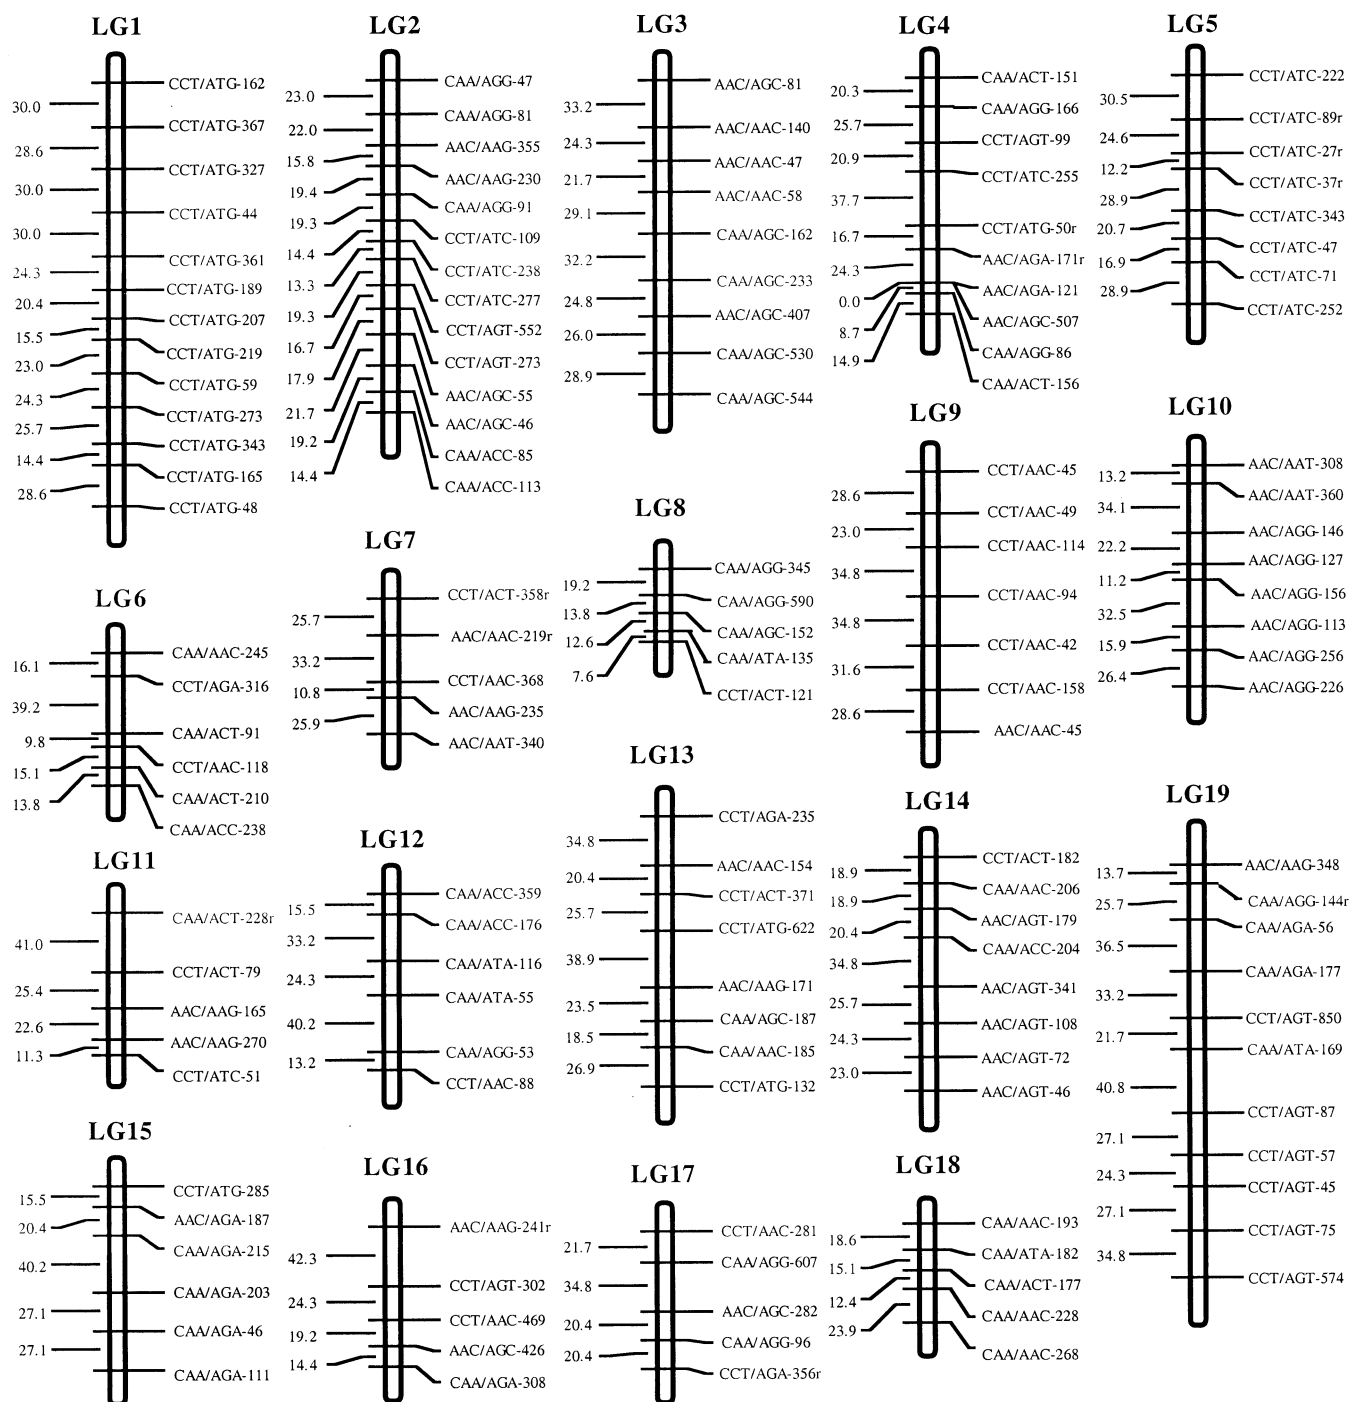 LG1
30.0
28.6
30.0
30.0
24.3
20.4
15.5
23.0
24.3
25.7
14.4
28.6
CCT/ATG-162
CCT/ATG-367
CCT/ATG-327
CCT/ATG-44
CCT/ATG-361
CCT/ATG-189
CCT/ATG-207
CCT/ATG-219
CCT/ATG-59
CCT/ATG-273
CCT/ATG-343
CCT/ATG-165
CCT/ATG-48
LG2
23.0
22.0
15.8
19.4
19.3
14.4
13.3
19.3
16.7
17.9
21.7
19.2
14.4
CAA/AGG-47
CAA/AGG-81
AAC/AAG-355
AAC/AAG-230
CAA/AGG-91
CCT/ATC-109
CCT/ATC-238
CCT/ATC-277
CCT/AGT-552
CCT/AGT-273
AAC/AGC-55
AAC/AGC-46
CAA/ACC-85
CAA/ACC-113
LG3
33.2
24.3
21.7
29.1
32.2
24.8
26.0
28.9
AAC/AGC-81
AAC/AAC-140
AAC/AAC-47
AAC/AAC-58
CAA/AGC-162
CAA/AGC-233
AAC/AGC-407
CAA/AGC-530
CAA/AGC-544
LG4
20.3
25.7
20.9
37.7
16.7
24.3
0.0
8.7
14.9
CAA/ACT-151
CAA/AGG-166
CCT/AGT-99
CCT/ATC-255
CCT/ATG-50r
AAC/AGA-171r
AAC/AGA-121
AAC/AGC-507
CAA/AGG-86
CAA/ACT-156
LG5
30.5
24.6
12.2
28.9
20.7
16.9
28.9
CCT/ATC-222
CCT/ATC-89r
CCT/ATC-27r
CCT/ATC-37r
CCT/ATC-343
CCT/ATC-47
CCT/ATC-71
CCT/ATC-252
LG6
16.1
39.2
9.8
15.1
13.8
CAA/AAC-245
CCT/AGA-316
CAA/ACT-91
CCT/AAC-118
CAA/ACT-210
CAA/ACC-238
LG7
25.7
33.2
10.8
25.9
CCT/ACT-358r
AAC/AAC-219r
CCT/AAC-368
AAC/AAG-235
AAC/AAT-340
LG8
19.2
13.8
12.6
7.6
CAA/AGG-345
CAA/AGG-590
CAA/AGC-152
CAA/ATA-135
CCT/ACT-121
LG9
28.6
23.0
34.8
34.8
31.6
28.6
CCT/AAC-45
CCT/AAC-49
CCT/AAC-114
CCT/AAC-94
CCT/AAC-42
CCT/AAC-158
AAC/AAC-45
LG10
13.2
34.1
22.2
11.2
32.5
15.9
26.4
AAC/AAT-308
AAC/AAT-360
AAC/AGG-146
AAC/AGG-127
AAC/AGG-156
AAC/AGG-113
AAC/AGG-256
AAC/AGG-226
LG11
41.0
25.4
22.6
11.3
CAA/ACT-228r
CCT/ACT-79
AAC/AAG-165
AAC/AAG-270
CCT/ATC-51
LG12
15.5
33.2
24.3
40.2
13.2
CAA/ACC-359
CAA/ACC-176
CAA/ATA-116
CAA/ATA-55
CAA/AGG-53
CCT/AAC-88
LG13
34.8
20.4
25.7
38.9
23.5
18.5
26.9
CCT/AGA-235
AAC/AAC-154
CCT/ACT-371
CCT/ATG-622
AAC/AAG-171
CAA/AGC-187
CAA/AAC-185
CCT/ATG-132
LG14
18.9
18.9
20.4
34.8
25.7
24.3
23.0
CCT/ACT-182
CAA/AAC-206
AAC/AGT-179
CAA/ACC-204
AAC/AGT-341
AAC/AGT-108
AAC/AGT-72
AAC/AGT-46
LG19
13.7
25.7
36.5
33.2
21.7
40.8
27.1
24.3
27.1
34.8
AAC/AAG-348
CAA/AGG-144r
CAA/AGA-56
CAA/AGA-177
CCT/AGT-850
CAA/ATA-169
CCT/AGT-87
CCT/AGT-57
CCT/AGT-45
CCT/AGT-75
CCT/AGT-574
LG15
15.5
20.4
40.2
27.1
27.1
CCT/ATG-285
AAC/AGA-187
CAA/AGA-215
CAA/AGA-203
CAA/AGA-46
CAA/AGA-111
LG16
42.3
24.3
19.2
14.4
AAC/AAG-241r
CCT/AGT-302
CCT/AAC-469
AAC/AGC-426
CAA/AGA-308
LG17
21.7
34.8
20.4
20.4
CCT/AAC-281
CAA/AGG-607
AAC/AGC-282
CAA/AGG-96
CCT/AGA-356r
LG18
18.6
15.1
12.4
23.9
CAA/AAC-193
CAA/ATA-182
CAA/ACT-177
CAA/AAC-228
CAA/AAC-268